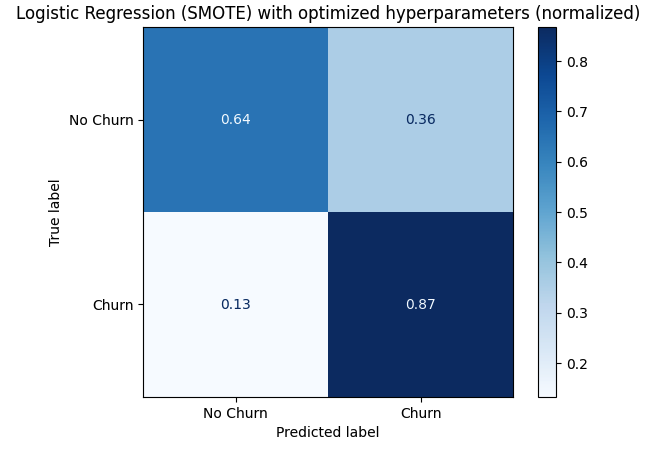 Logistic Regression (SMOTE) with optimized hyperparameters (normalized)
No Churn
0.64
0.36
Churn
0.13
0.87
True label
No Churn
Churn
Predicted label
0.8
0.7
0.6
0.5
0.4
0.3
0.2